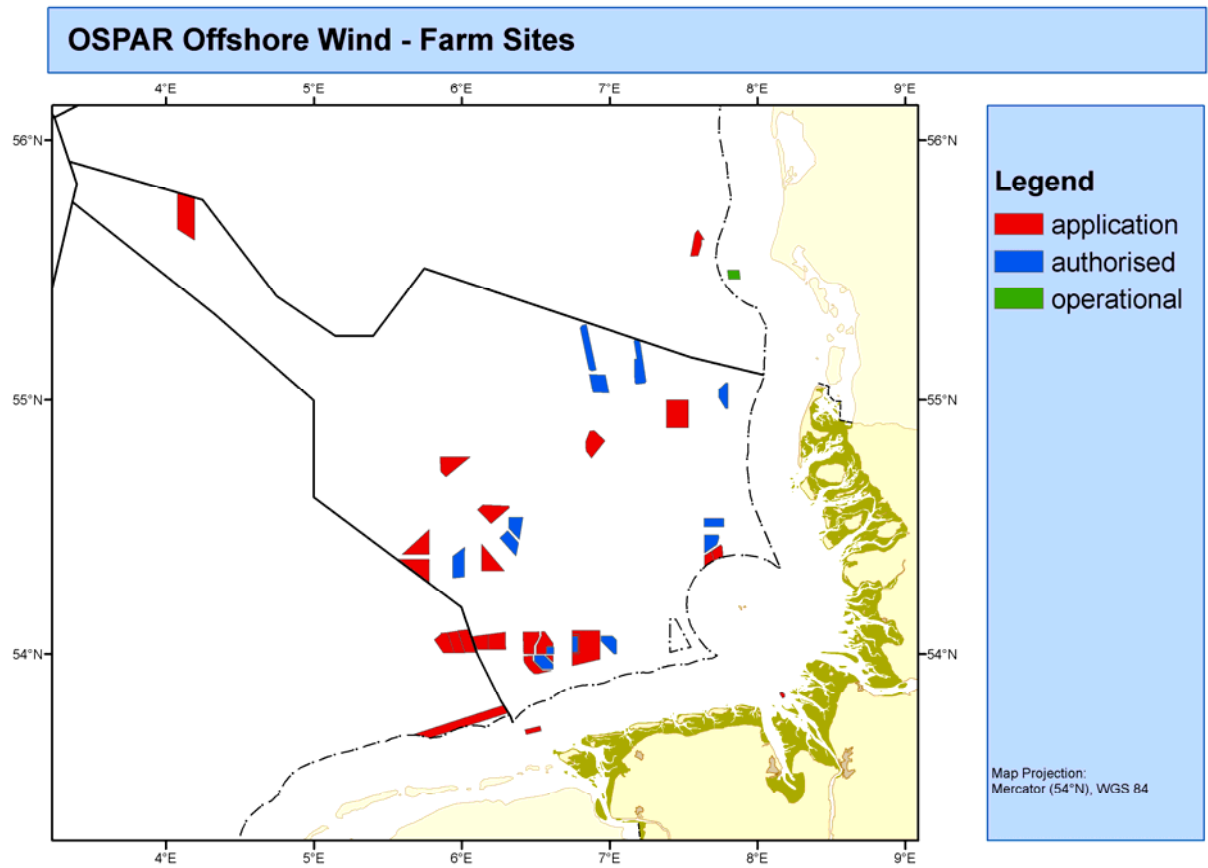 OSPAR Offshore Wind - Farm Sites
4°E 5°E 6°E 7°E 8°E 9°E
56°N 56°N
55°N 55°N
54°N 54°N
4°E 5°E 6°E 7°E 8°E 9°E
Legend
application
authorised
operational
Map Projection:
Mercator (54°N), WGS 84